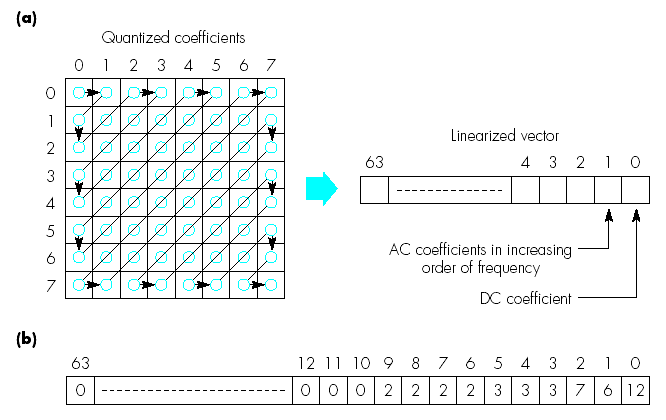 (a)
Quantized coefficients
0 1 2 3 4 5 6 7
0
1
2
3
4
5
6
7
Linearized vector
63 4 3 2 1 0
AC coefficients in increasing
order of frequency
DC coefficient
(b)
63 12 11 10 9 8 7 6 5 4 3 2 1 0
0 0 0 0 2 2 2 2 3 3 3 7 6 12